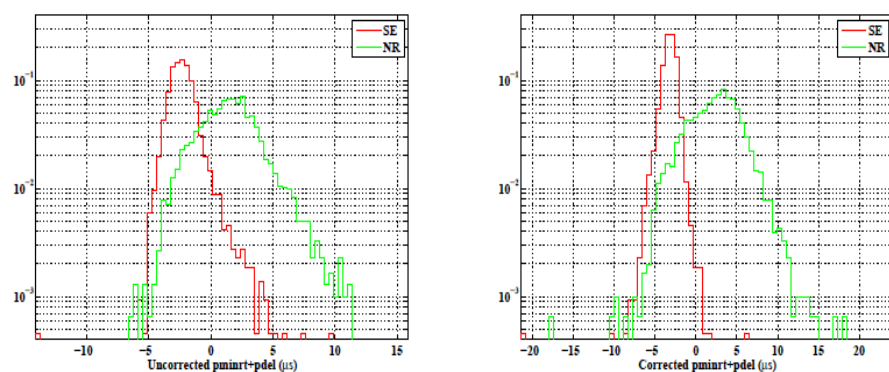 SE
NR
10⁻¹
10⁻²
10⁻³
−10 −5 0 5 10 15
Uncorrected pminrt+pdel (μs)
SE
NR
10⁻¹
10⁻²
10⁻³
−20 −15 −10 −5 0 5 10 15 20
Corrected pminrt+pdel (μs)